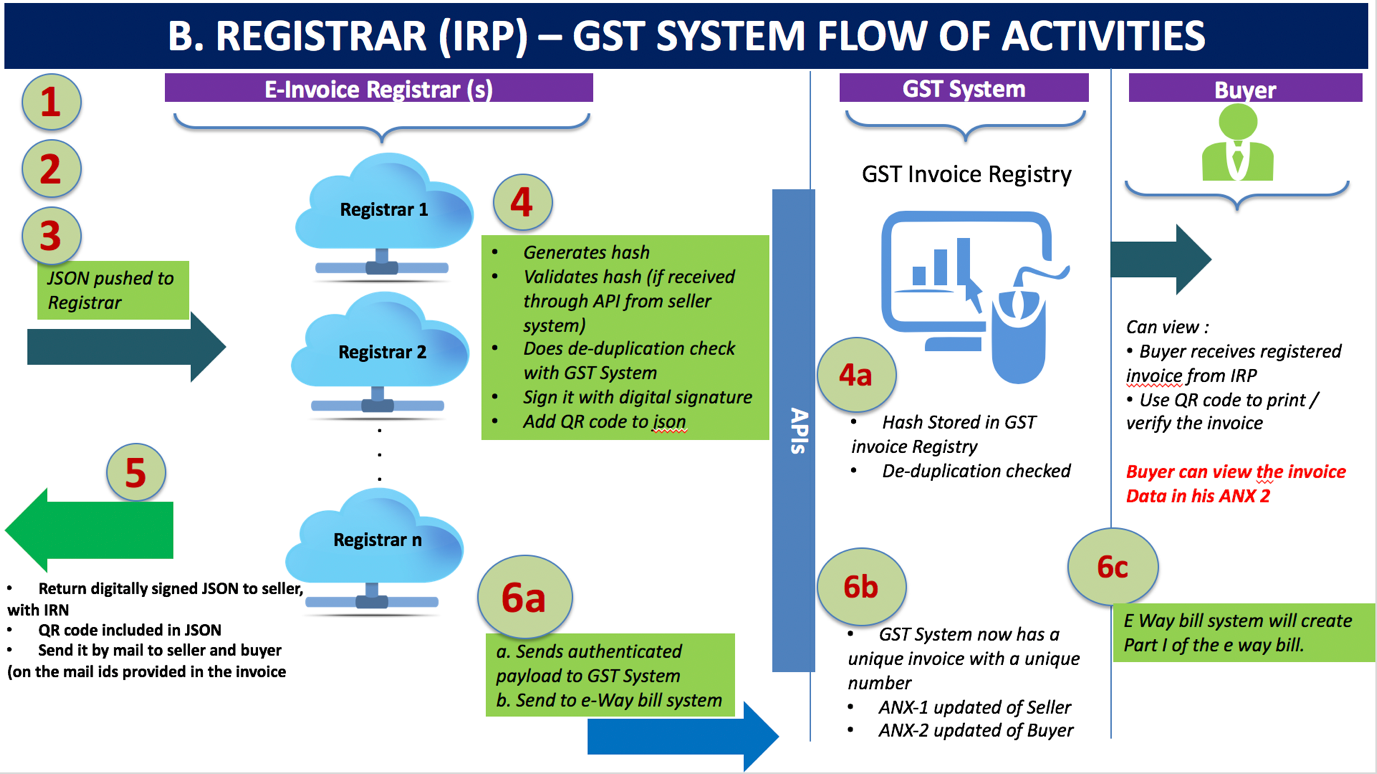 B. REGISTRAR (IRP) – GST SYSTEM FLOW OF ACTIVITIES
1
2
3
JSON pushed to
Registrar
E-Invoice Registrar (s)
Registrar 1
Registrar 2
.
.
.
Registrar n
4
• Generates hash
• Validates hash (if received
through API from seller
system)
• Does de-duplication check
with GST System
• Sign it with digital signature
• Add QR code to json
5
• Return digitally signed JSON to seller,
with IRN
• QR code included in JSON
• Send it by mail to seller and buyer
(on the mail ids provided in the invoice
6a
a. Sends authenticated
payload to GST System
b. Send to e-Way bill system
APIs
GST System
GST Invoice Registry
4a
• Hash Stored in GST
invoice Registry
• De-duplication checked
6b
• GST System now has a
unique invoice with a unique
number
• ANX-1 updated of Seller
• ANX-2 updated of Buyer
Buyer
Can view :
• Buyer receives registered
invoice from IRP
• Use QR code to print /
verify the invoice
Buyer can view the invoice
Data in his ANX 2
6c
E Way bill system will create
Part I of the e way bill.